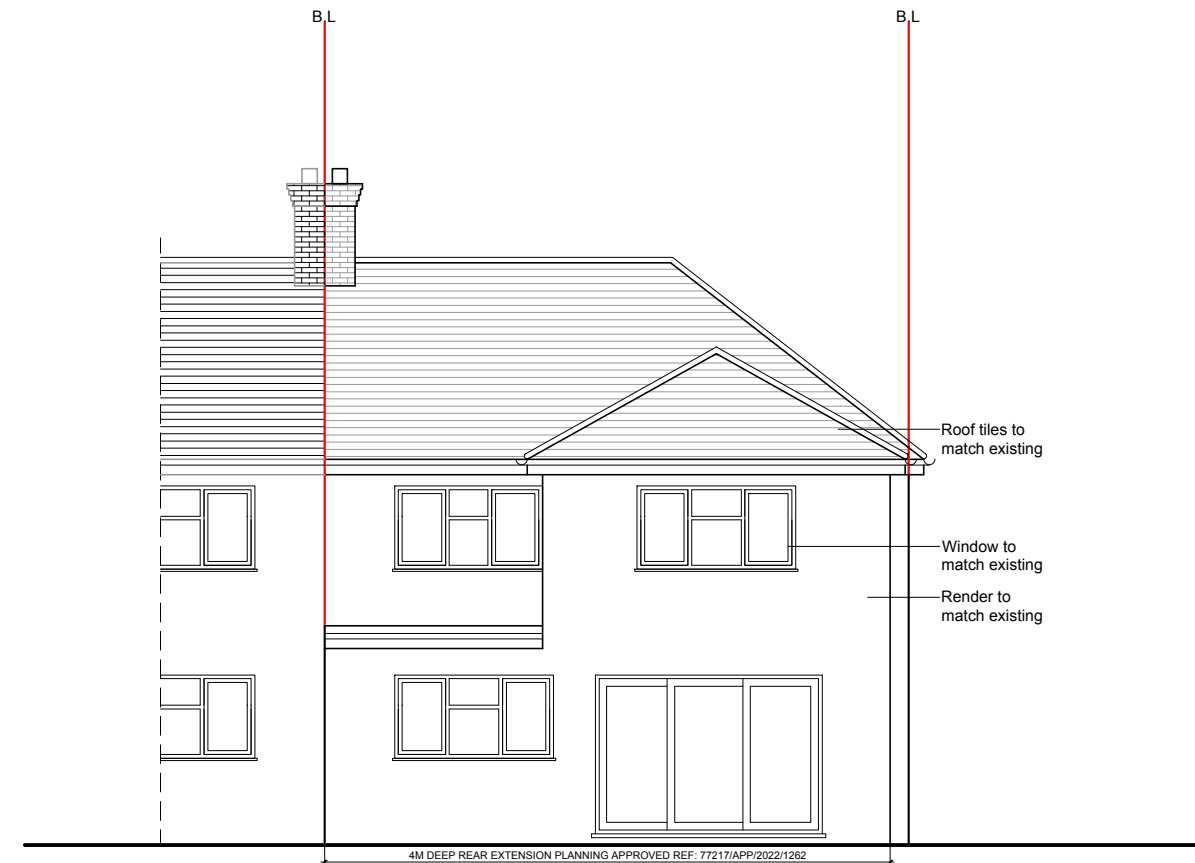 B.L
B.L
Roof tiles to
match existing
Window to
match existing
Render to
match existing
4M DEEP REAR EXTENSION PLANNING APPROVED REF: 77217/APP/2022/1262